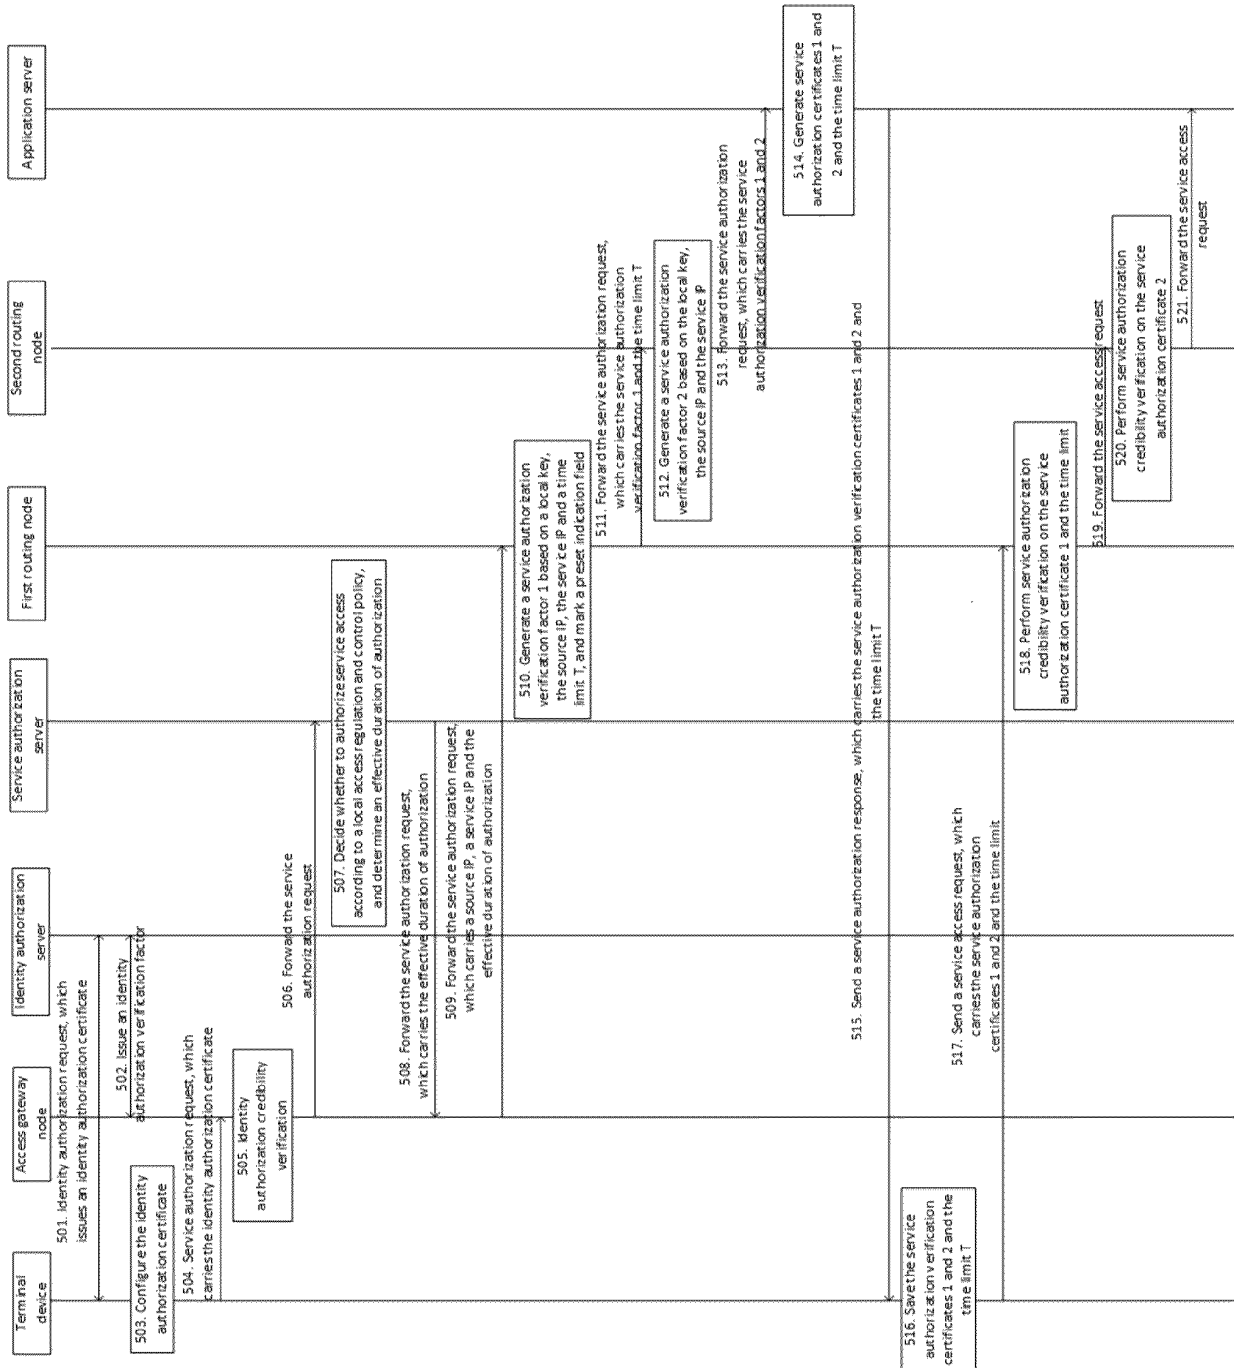 Terminal
device
Access gateway
node
Identity authorization
server
Service authorization
server
First routing node
Second routing
node
Application server
501. Identity authorization request, which
issues an identity authorization certificate
502. Issue an identity
authorization verification factor
503. Configure the identity
authorization certificate
504. Service authorization request, which
carries the identity authorization certificate
505. Identity
authorization credibility
verification
506. Forward the service
authorization request
507. Decide whether to authorize service access
according to a local access regulation and control policy,
and determine an effective duration of authorization
508. Forward the service authorization request,
which carries the effective duration of authorization
509. Forward the service authorization request,
which carries a source IP, a service IP and the
effective duration of authorization
510. Generate a service authorization
verification factor 1 based on a local key,
the source IP, the service IP and a time
limit T, and mark a preset indication field
511. Forward the service authorization request,
which carries the service authorization
verification factor 1 and the time limit T
512. Generate a service authorization
verification factor 2 based on the local key,
the source IP and the service IP
513. Forward the service authorization
request, which carries the service
authorization verification factors 1 and 2
514. Generate service
authorization certificates 1 and
2 and the time limit T
515. Send a service authorization response, which carries the service authorization verification certificates 1 and 2 and
the time limit T
516. Save the service
authorization verification
certificates 1 and 2 and the
time limit T
517. Send a service access request, which
carries the service authorization
certificates 1 and 2 and the time limit
518. Perform service authorization
credibility verification on the service
authorization certificate 1 and the time limit
519. Forward the service access request
520. Perform service authorization
credibility verification on the service
authorization certificate 2
521. Forward the service access
request